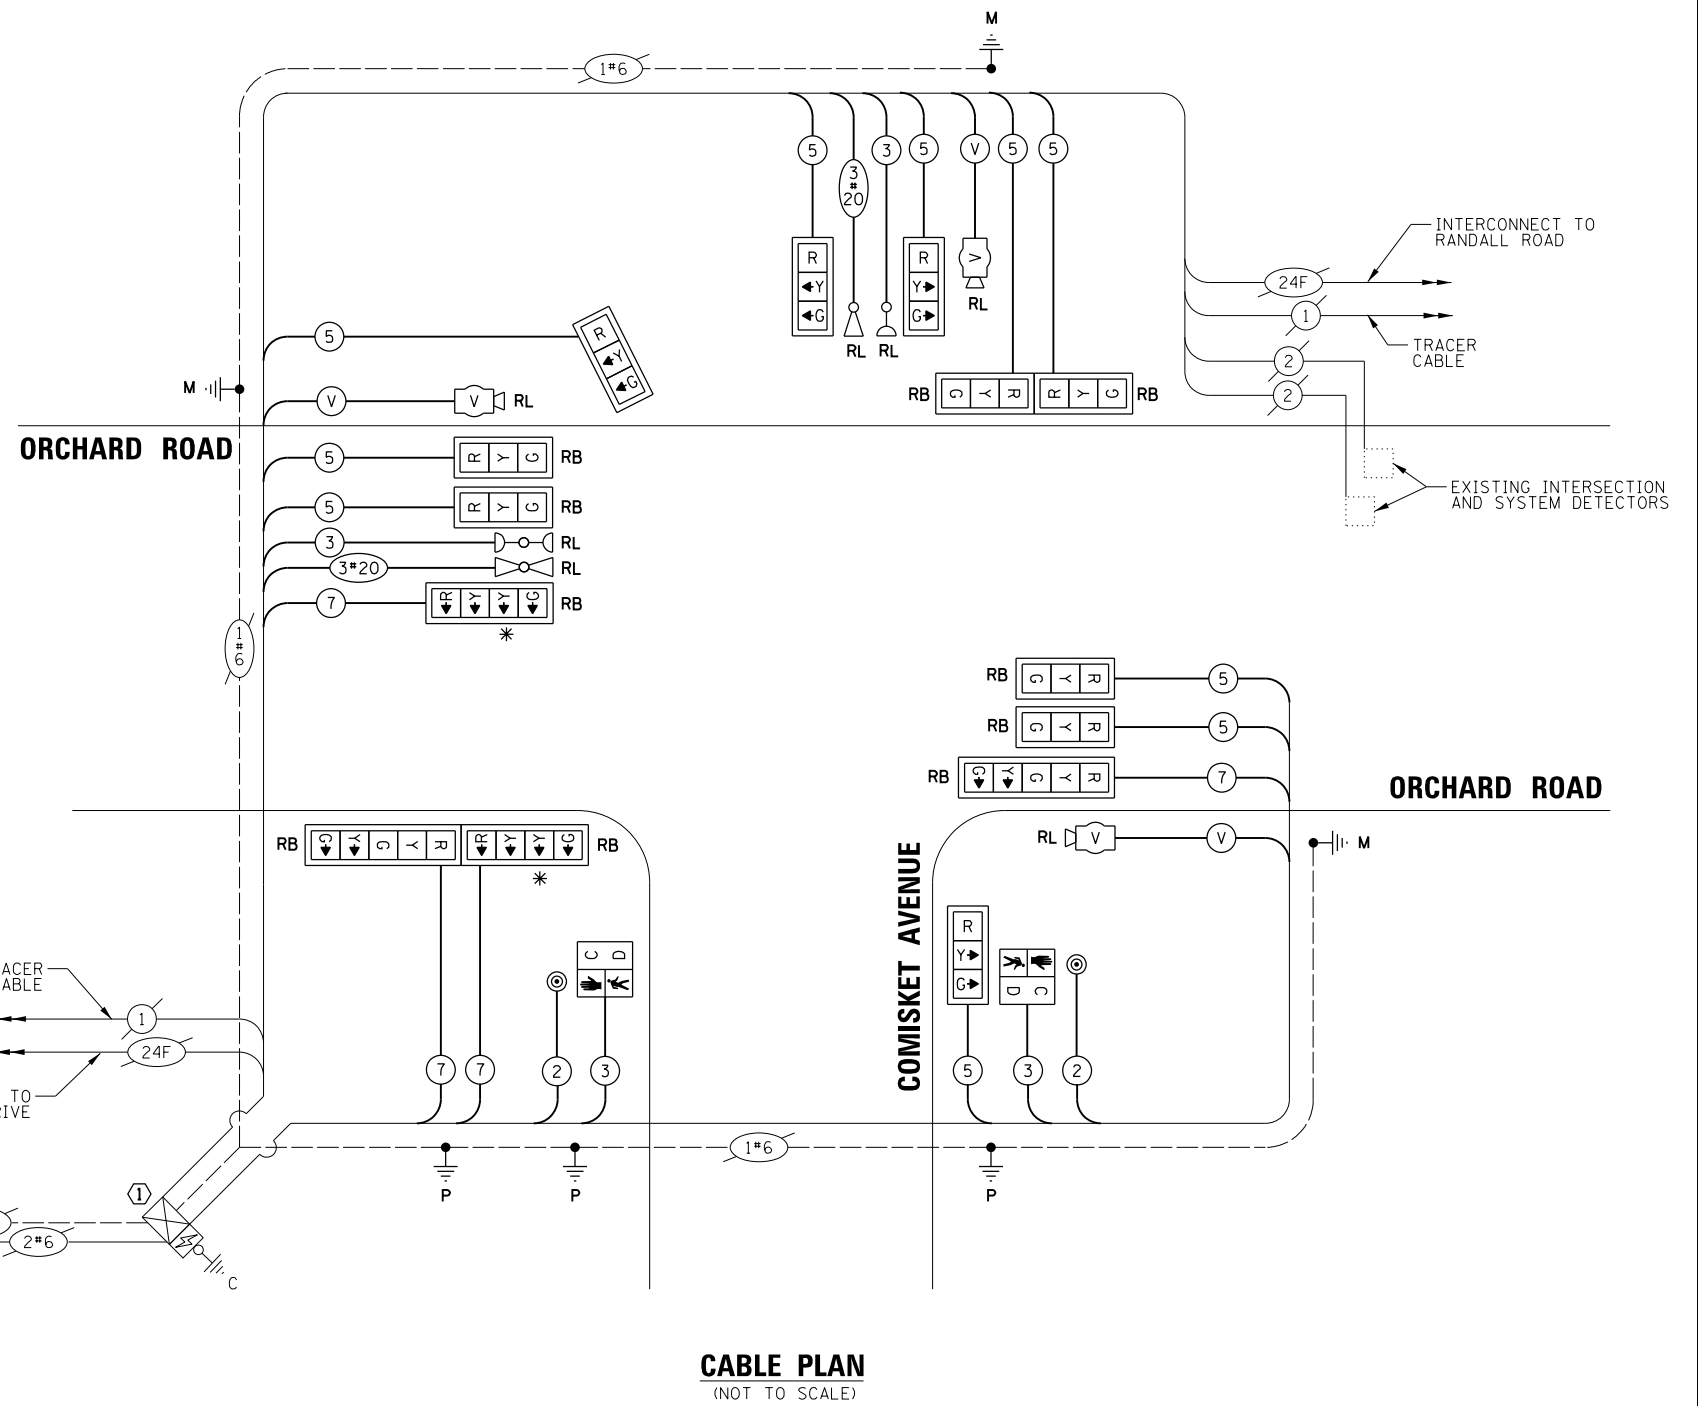 M
1#6
5
3
#
20
3
5
V
5
5
R
Y
G
R
Y
G
V
RL
RL
RL
INTERCONNECT TO
RANDALL ROAD
24F
1
TRACER
CABLE
2
2
5
R
Y
G
M
V
V
RL
RB
G Y R
R Y G
RB
ORCHARD ROAD
5
R Y G
RB
5
R Y G
RB
3
RL
3#20
RL
7
R Y Y G
RB
*
EXISTING INTERSECTION
AND SYSTEM DETECTORS
1
#
6
RB
G Y R
5
RB
G Y R
5
RB
G Y G Y R
7
ORCHARD ROAD
RB
G Y G Y R
R Y Y G
RB
*
RL
V
V
M
COMISKET AVENUE
R
Y
G
C D
D C
ACER
ABLE
1
24F
TO
RIVE
7
7
2
3
5
3
2
1#6
P
P
P
1
2#6
C
CABLE PLAN
(NOT TO SCALE)